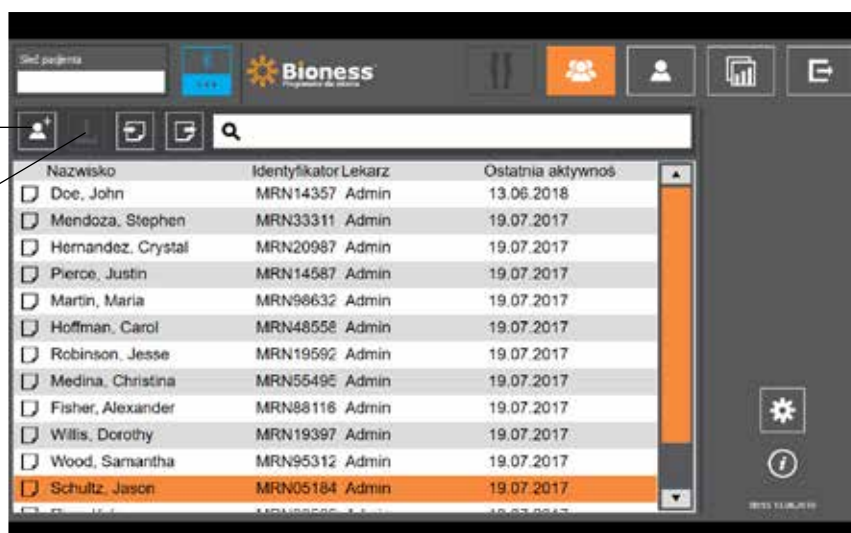 Sieć pacjenta
Bioness
Nazwisko Identyfikator Lekarz Ostatnia aktywnoś
Doe, John MRN14357 Admin 13.06.2018
Mendoza, Stephen MRN33311 Admin 19.07.2017
Hernandez, Crystal MRN20987 Admin 19.07.2017
Pierce, Justin MRN14587 Admin 19.07.2017
Martin, Maria MRN98632 Admin 19.07.2017
Hoffman, Carol MRN48558 Admin 19.07.2017
Robinson, Jesse MRN19592 Admin 19.07.2017
Medina, Christina MRN55495 Admin 19.07.2017
Fisher, Alexander MRN88116 Admin 19.07.2017
Willis, Dorothy MRN19397 Admin 19.07.2017
Wood, Samantha MRN95312 Admin 19.07.2017
Schultz, Jason MRN05184 Admin 19.07.2017